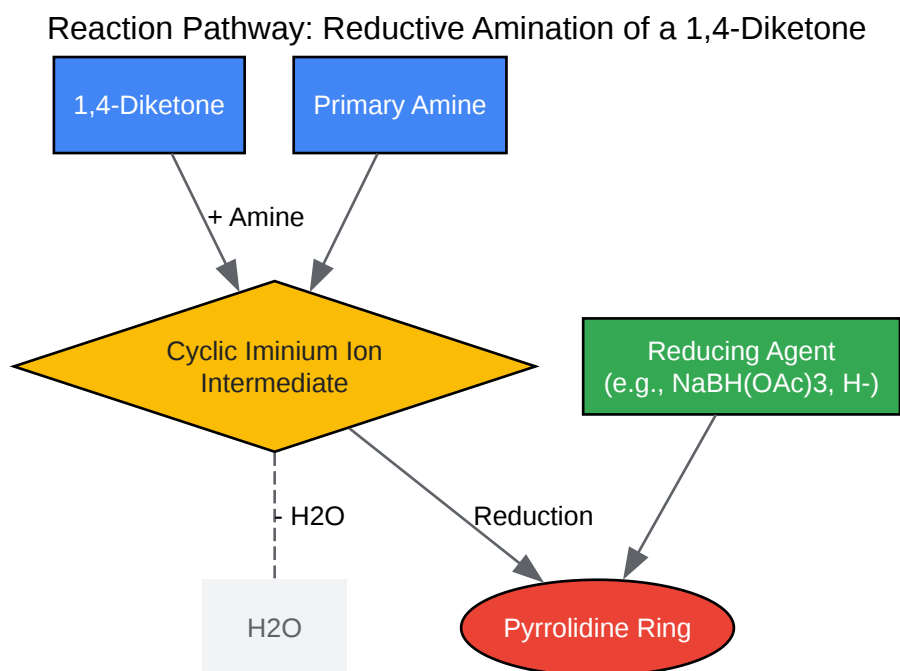 Reaction Pathway: Reductive Amination of a 1,4-Diketone
1,4-Diketone
Primary Amine
+ Amine
Cyclic Iminium Ion
Intermediate
Reducing Agent
(e.g., NaBH(OAc)3, H-)
- H2O
Reduction
H2O
Pyrrolidine Ring